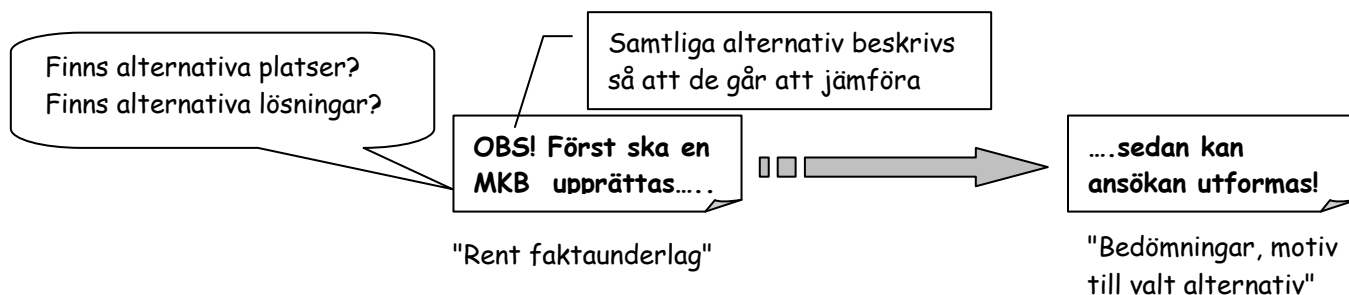 Finns alternativa platser?
Finns alternativa lösningar?
Samtliga alternativ beskrivs
så att de går att jämföra
OBS! Först ska en
MKB upprättas.....
"Rent faktaunderlag"
....sedan kan
ansökan utformas!
"Bedömningar, motiv
till valt alternativ"